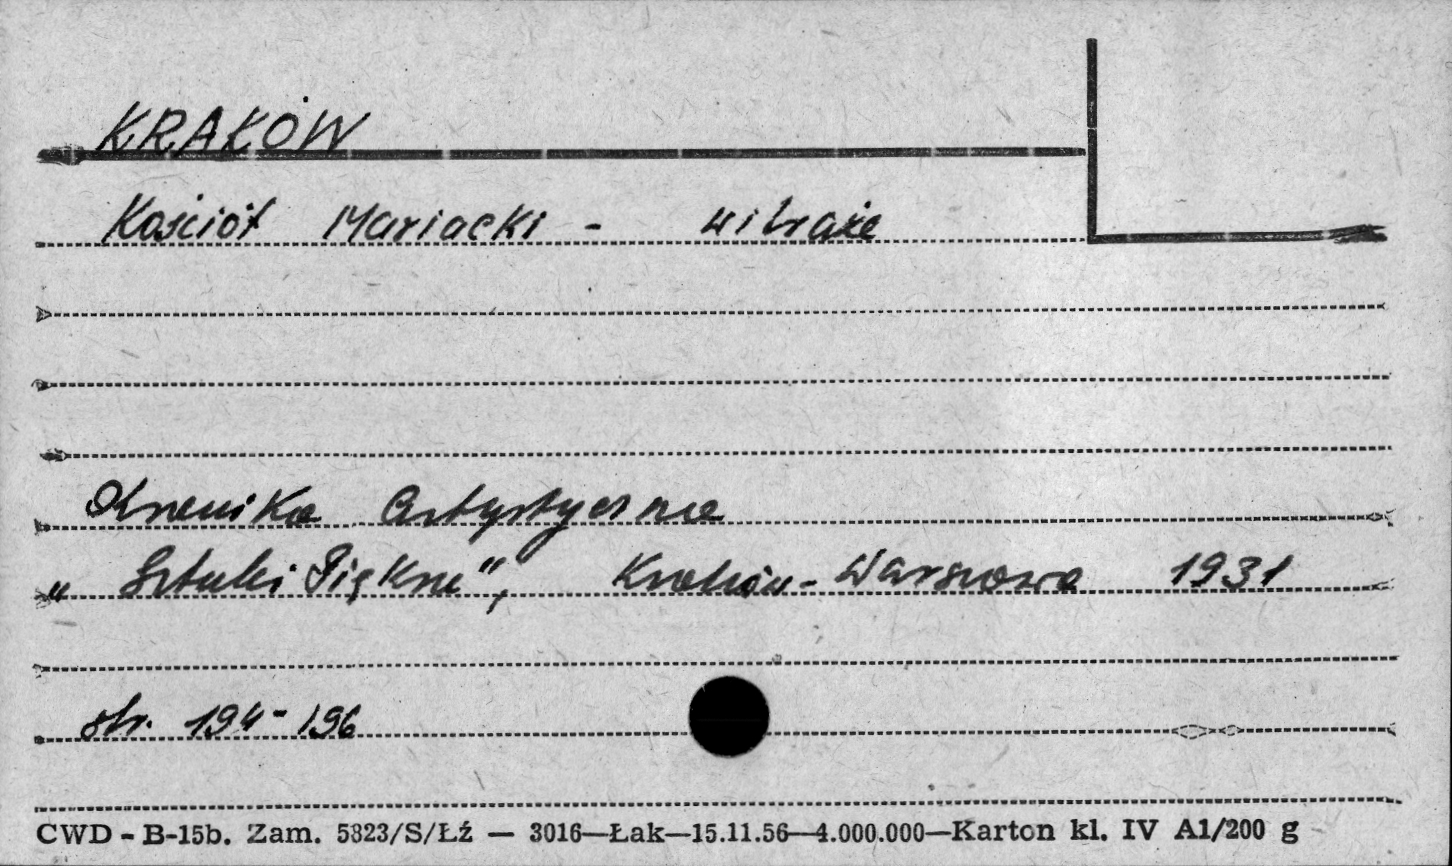 KRAKÓW
Kościół Mariacki - witraże
Kronika Artystyczna
„Sztuki Piękne", Kraków-Warszawa 1931
str. 194-196
CWD - B-15b. Zam. 5823/S/Łź — 3016—Łak—15.11.56—4.000.000—Karton kl. IV A1/200 g